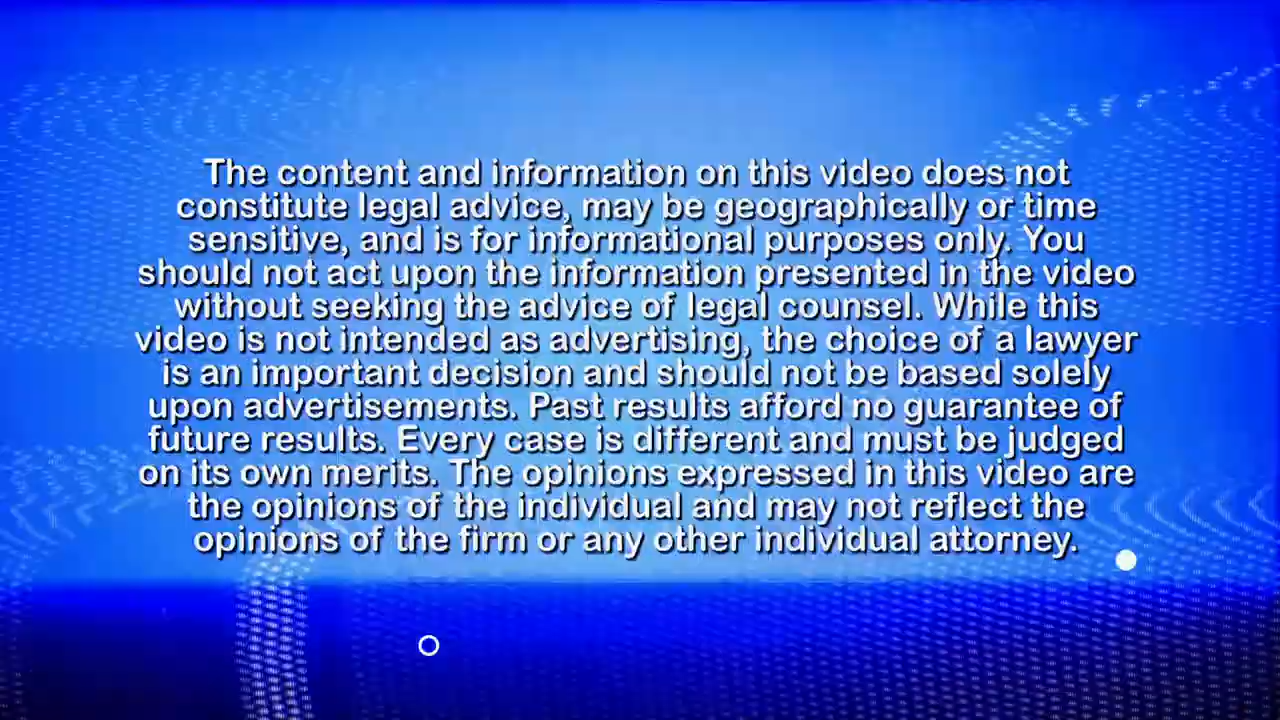 The content and information on this video does not
constitute legal advice, may be geographically or time
sensitive, and is for informational purposes only. You
should not act upon the information presented in the video
without seeking the advice of legal counsel. While this
video is not intended as advertising, the choice of a lawyer
is an important decision and should not be based solely
upon advertisements. Past results afford no guarantee of
future results. Every case is different and must be judged
on its own merits. The opinions expressed in this video are
the opinions of the individual and may not reflect the
opinions of the firm or any other individual attorney.